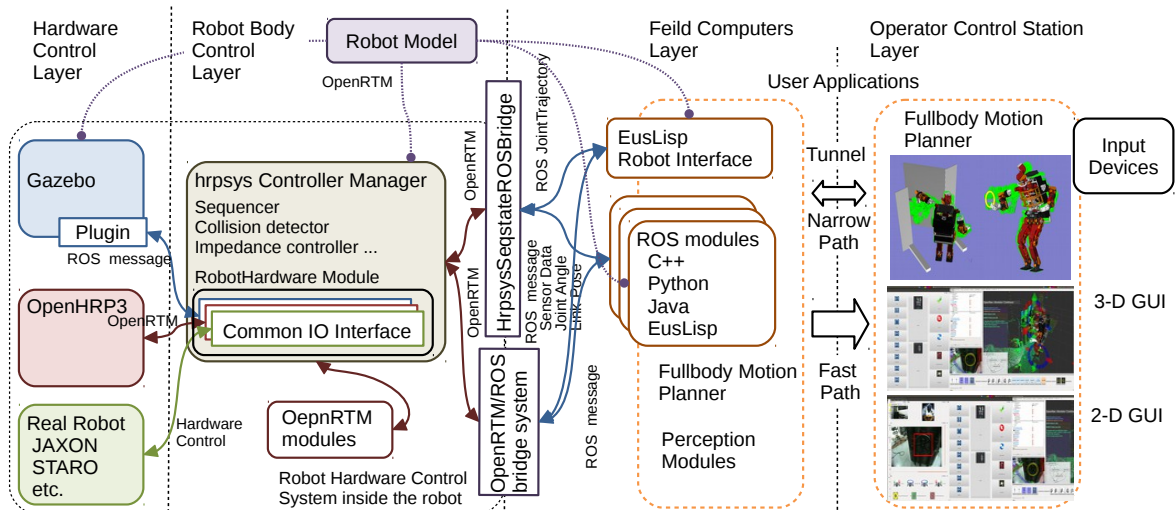 Hardware
Control
Layer
Robot Body
Control
Layer
Robot Model
OpenRTM
Feild Computers
Layer
Operator Control Station
Layer
User Applications
Gazebo
Plugin
ROS message
OpenHRP3
OpenRTM
Real Robot
JAXON
STARO
etc.
Hardware
Control
hrpsys Controller Manager
Sequencer
Collision detector
Impedance controller ...
RobotHardware Module
Common IO Interface
OepnRTM
modules
Robot Hardware Control
System inside the robot
OpenRTM
OpenRTM
HrpsysSeqstateROSBridge
OpenRTM/ROS
bridge system
ROS JointTrajectory
ROS message
Sensor Data
Joint Angle
Link Pose
ROS message
EusLisp
Robot Interface
ROS modules
C++
Python
Java
EusLisp
Fullbody Motion
Planner
Perception
Modules
Tunnel
Narrow
Path
Fast
Path
Fullbody Motion
Planner
Input
Devices
3-D GUI
2-D GUI